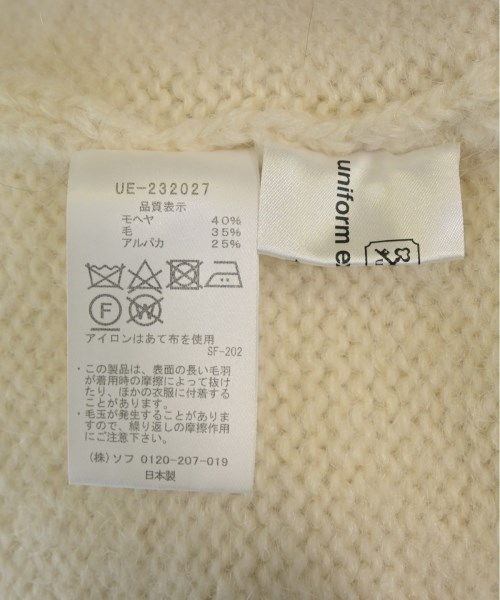 UE-232027
品質表示
モヘヤ 40%
毛 35%
アルパカ 25%
F W
アイロンはあて布を使用
SF-202
・この製品は、表面の長い毛羽
が着用時の摩擦によって抜け
たり、ほかの衣服に付着する
ことがあります。
・毛玉が発生することがありま
すので、繰り返しの摩擦作用
にご注意下さい。
(株)ソフ 0120-207-019
日本製
uniform ex